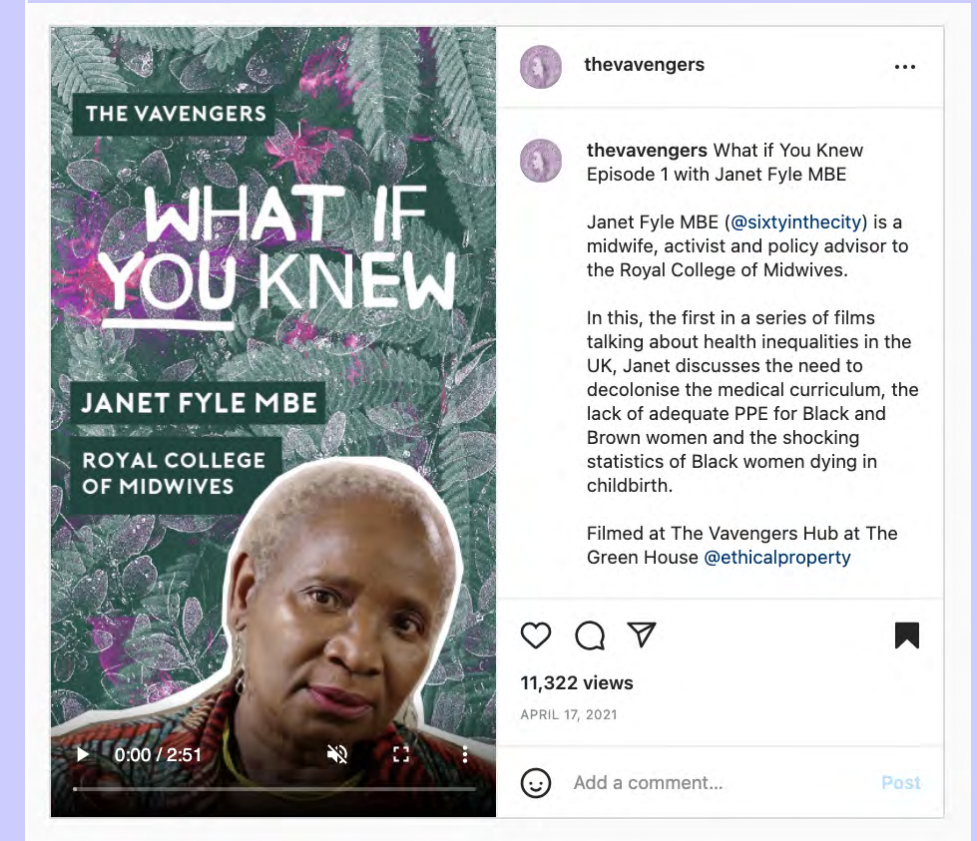 THE VAVENGERS
WHAT IF
YOU KNEW
JANET FYLE MBE
ROYAL COLLEGE
OF MIDWIVES
0:00 / 2:51
thevavengers
thevavengers What if You Knew
Episode 1 with Janet Fyle MBE
Janet Fyle MBE (@sixtyinthecity) is a
midwife, activist and policy advisor to
the Royal College of Midwives.
In this, the first in a series of films
talking about health inequalities in the
UK, Janet discusses the need to
decolonise the medical curriculum, the
lack of adequate PPE for Black and
Brown women and the shocking
statistics of Black women dying in
childbirth.
Filmed at The Vavengers Hub at The
Green House @ethicalproperty
11,322 views
APRIL 17, 2021
Add a comment...
Post